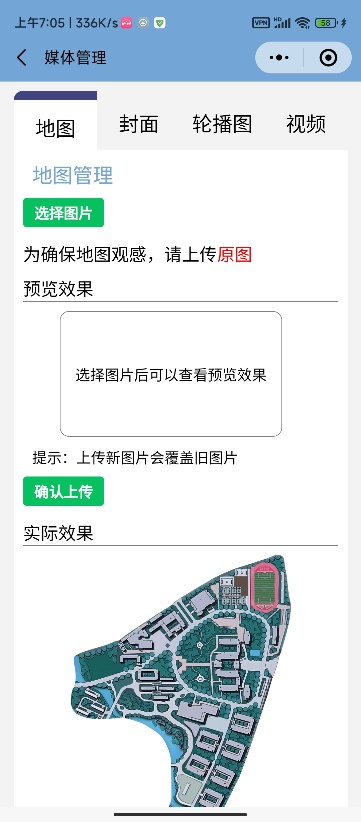 上午7:05 | 336K/s
VPN HD 58
媒体管理
地图 封面 轮播图 视频
地图管理
选择图片
为确保地图观感，请上传原图
预览效果
选择图片后可以查看预览效果
提示：上传新图片会覆盖旧图片
确认上传
实际效果